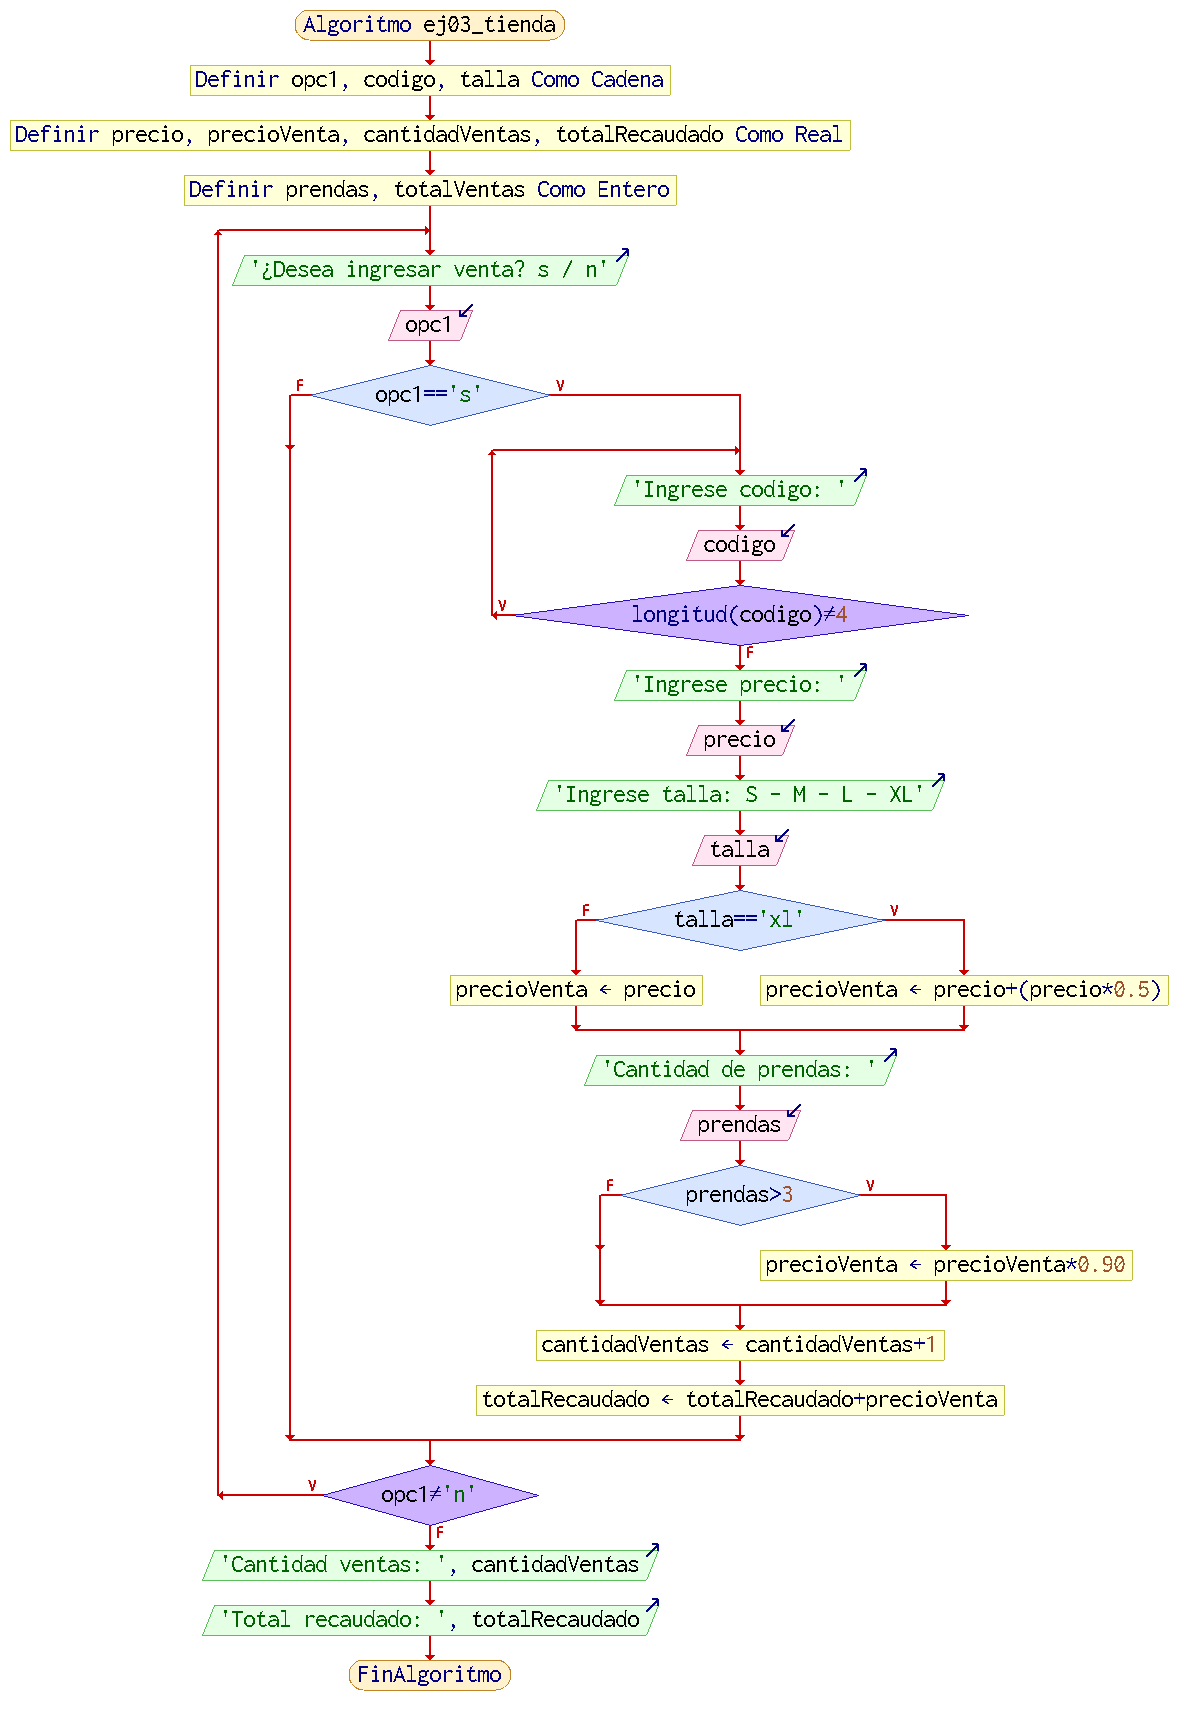 Algoritmo ej03_tienda
Definir opc1, codigo, talla Como Cadena
Definir precio, precioVenta, cantidadVentas, totalRecaudado Como Real
Definir prendas, totalVentas Como Entero
'¿Desea ingresar venta? s / n'
opc1
F
opc1=='s'
V
'Ingrese codigo: '
codigo
V
longitud(codigo)≠4
F
'Ingrese precio: '
precio
'Ingrese talla: S - M - L - XL'
talla
F
talla=='xl'
V
precioVenta ← precio
precioVenta ← precio+(precio*0.5)
'Cantidad de prendas: '
prendas
F
prendas>3
V
precioVenta ← precioVenta*0.90
cantidadVentas ← cantidadVentas+1
totalRecaudado ← totalRecaudado+precioVenta
V
opc1≠'n'
F
'Cantidad ventas: ', cantidadVentas
'Total recaudado: ', totalRecaudado
FinAlgoritmo